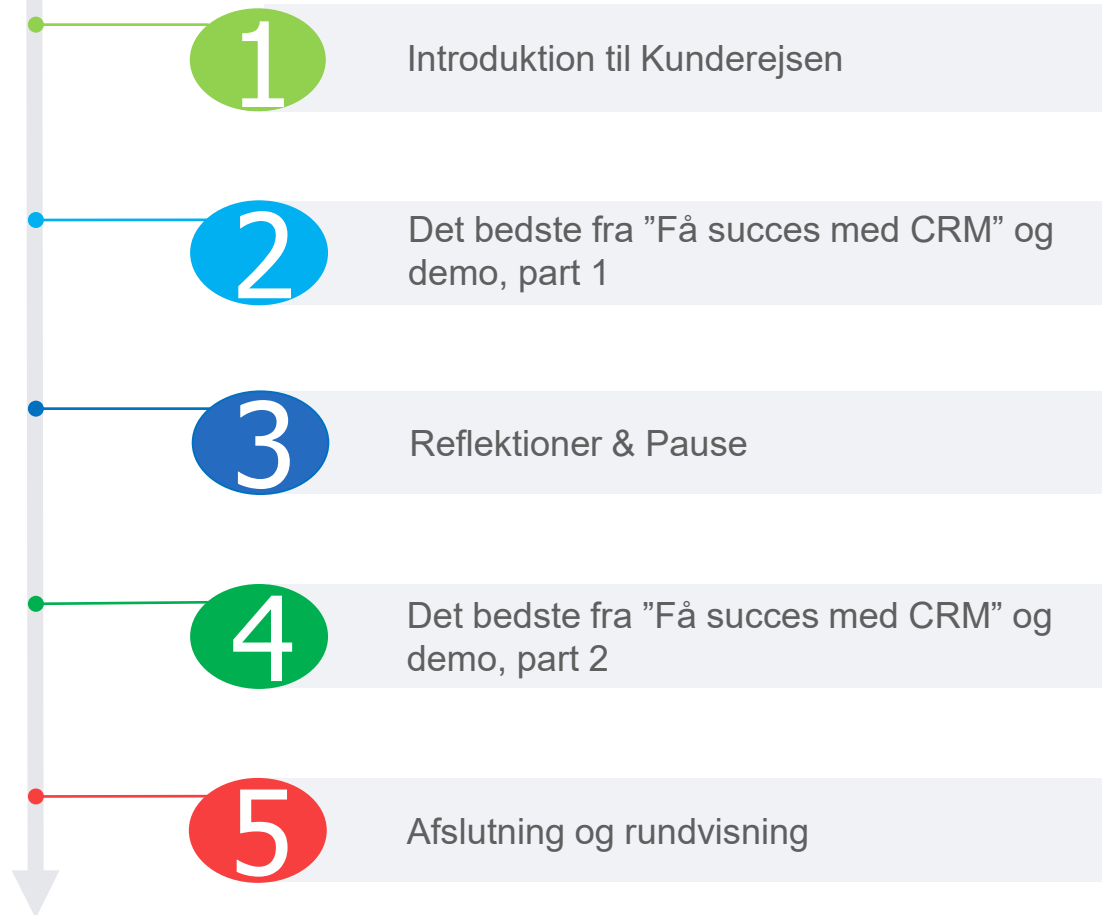 1
Introduktion til Kunderejsen
2
Det bedste fra ”Få succes med CRM” og
demo, part 1
3
Reflektioner & Pause
4
Det bedste fra ”Få succes med CRM” og
demo, part 2
5
Afslutning og rundvisning